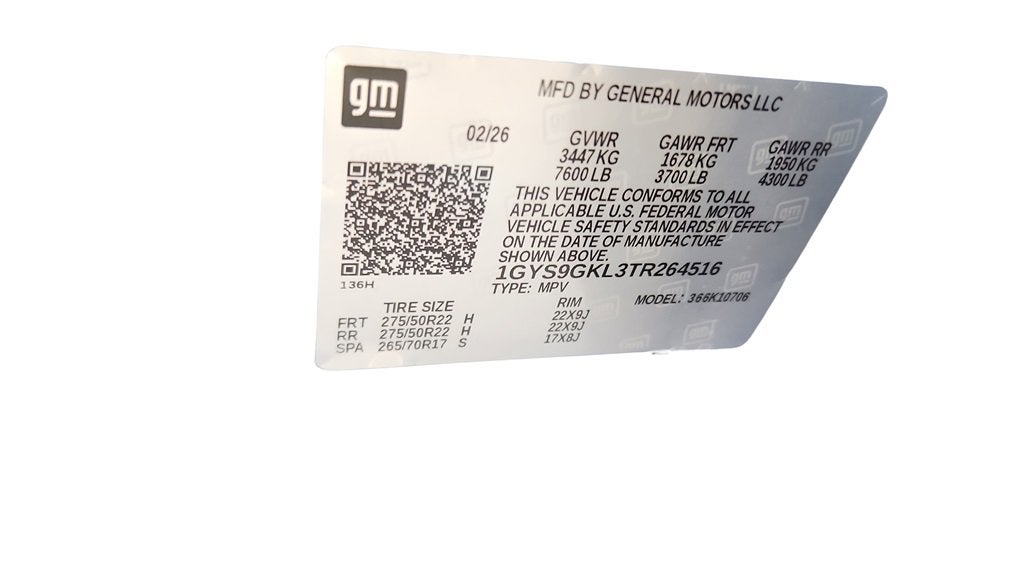 gm
MFD BY GENERAL MOTORS LLC
02/26
GVWR GAWR FRT GAWR RR
3447 KG 1678 KG 1950 KG
7600 LB 3700 LB 4300 LB
THIS VEHICLE CONFORMS TO ALL
APPLICABLE U.S. FEDERAL MOTOR
VEHICLE SAFETY STANDARDS IN EFFECT
ON THE DATE OF MANUFACTURE
SHOWN ABOVE.
1GYS9GKL3TR264516
TYPE: MPV MODEL: 366K10706
136H
TIRE SIZE RIM
FRT 275/50R22 H 22X9J
RR 275/50R22 H 22X9J
SPA 265/70R17 S 17X8J